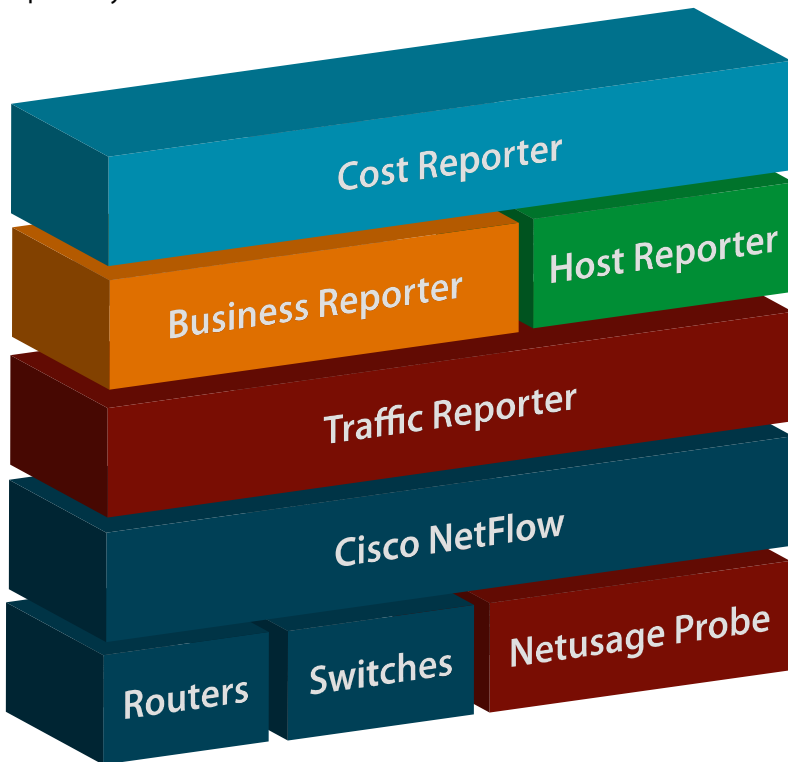 Cost Reporter
Business Reporter
Host Reporter
Traffic Reporter
Cisco NetFlow
Routers
Switches
Netusage Probe